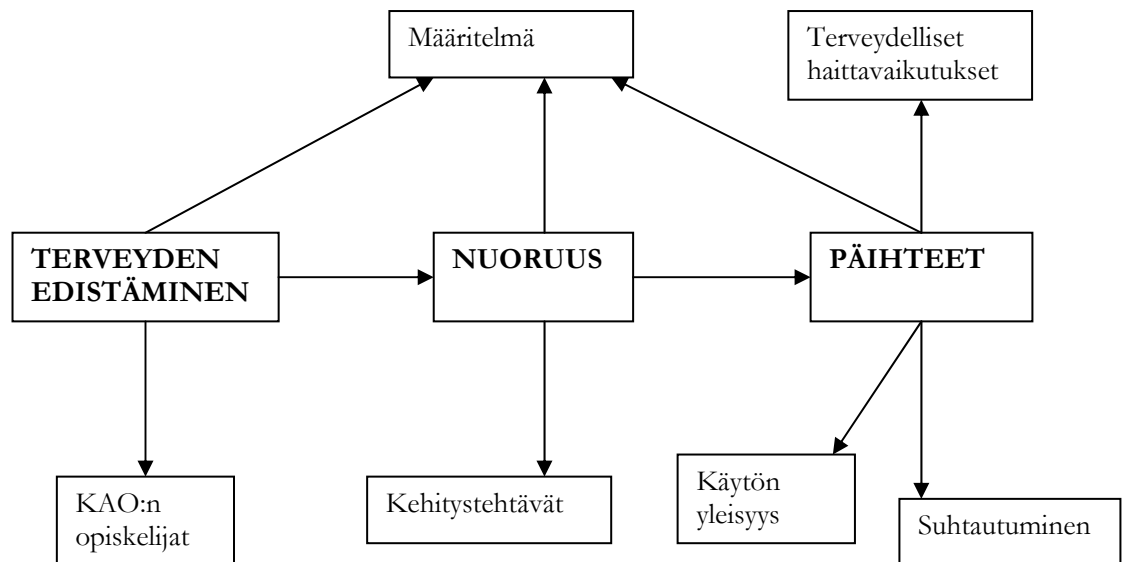 Määritelmä
Terveydelliset
haittavaikutukset
TERVEYDEN
EDISTÄMINEN
NUORUUS
PÄIHTEET
KAO:n
opiskelijat
Kehitystehtävät
Käytön
yleisyys
Suhtautuminen